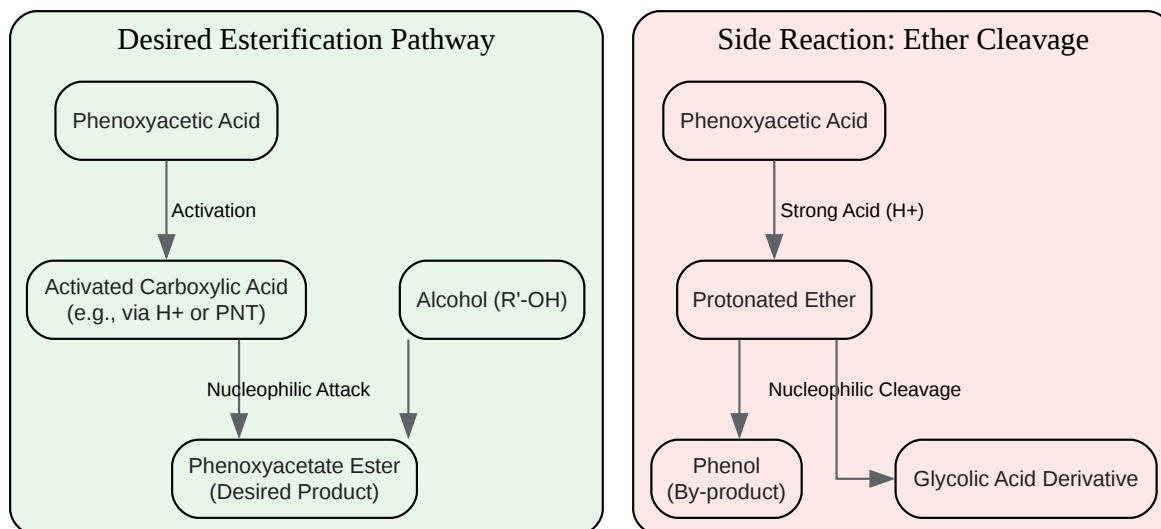 Desired Esterification Pathway
Phenoxyacetic Acid
Activation
Activated Carboxylic Acid
(e.g., via H+ or PNT)
Alcohol (R'-OH)
Nucleophilic Attack
Phenoxyacetate Ester
(Desired Product)
Side Reaction: Ether Cleavage
Phenoxyacetic Acid
Strong Acid (H+)
Protonated Ether
Nucleophilic Cleavage
Phenol
(By-product)
Glycolic Acid Derivative